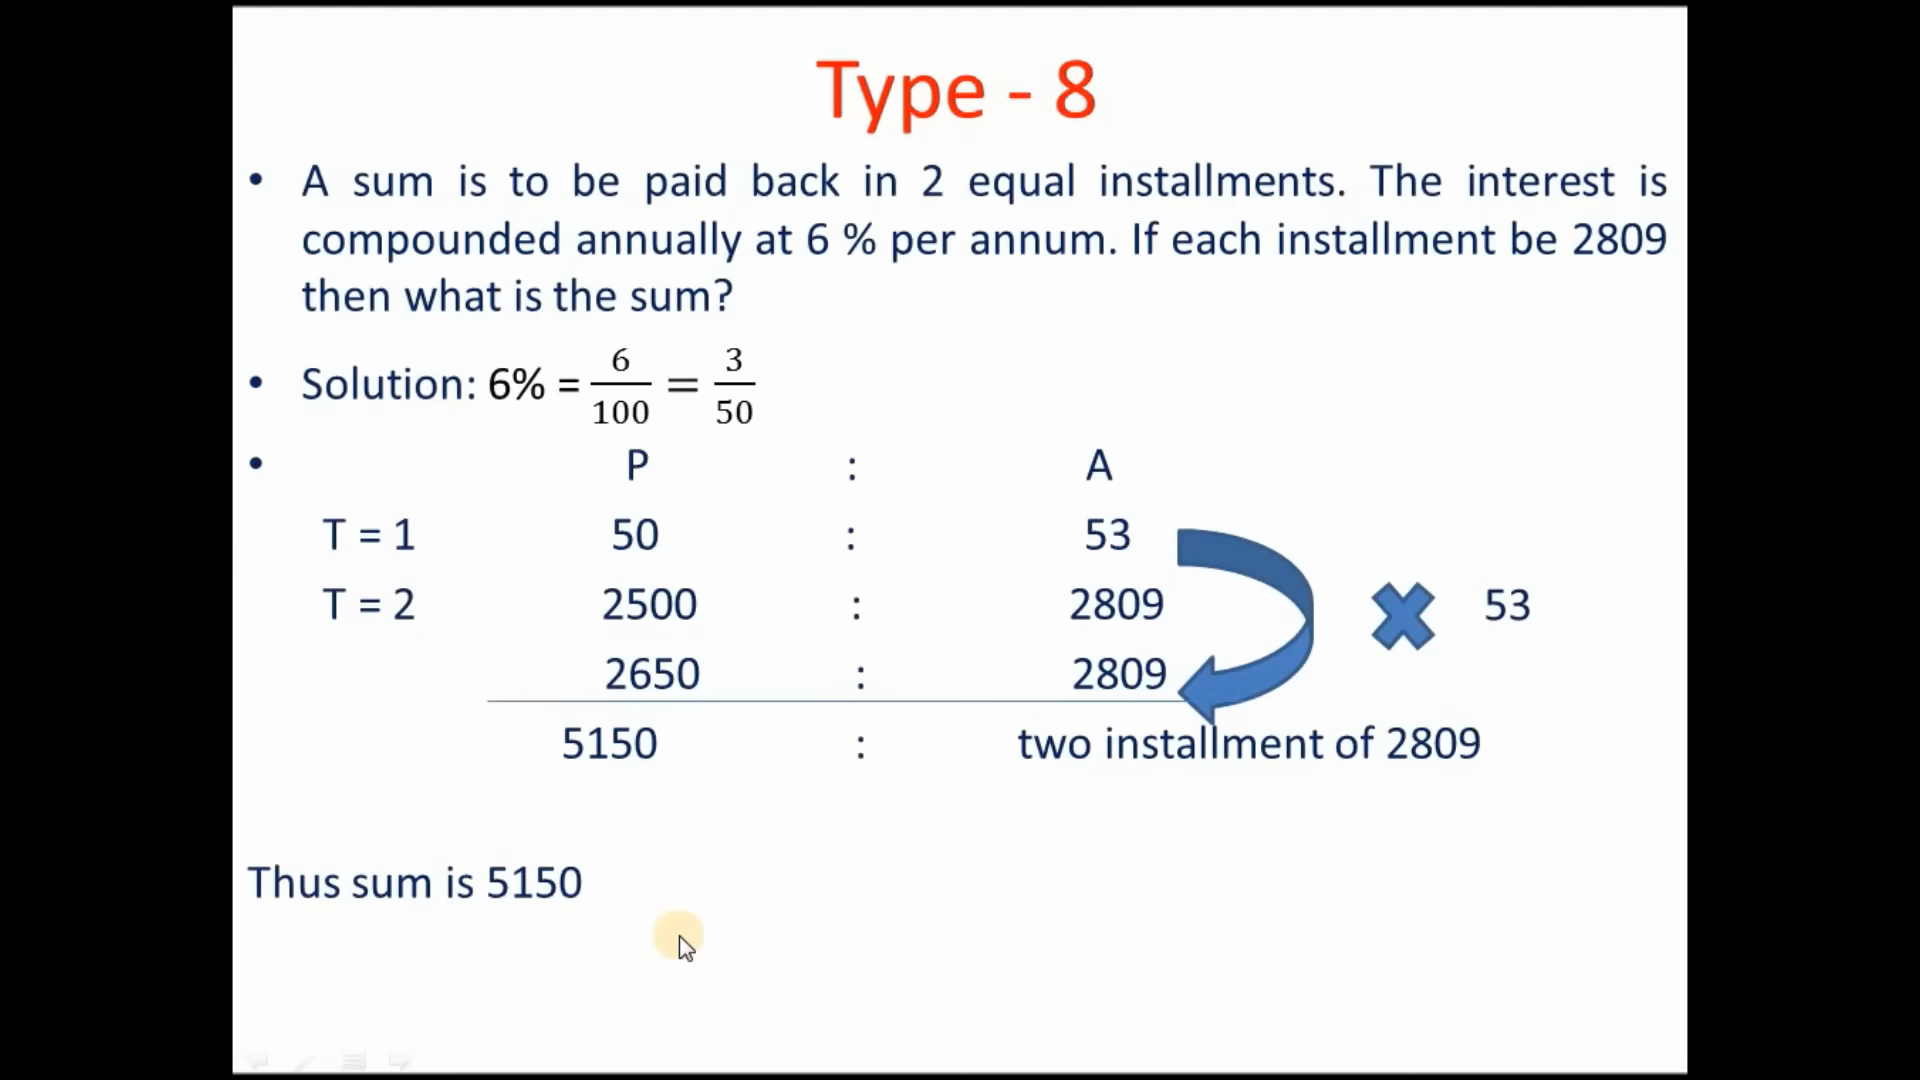 Type - 8
• A sum is to be paid back in 2 equal installments. The interest is
compounded annually at 6 % per annum. If each installment be 2809
then what is the sum?
• Solution: 6% = 6/100 = 3/50
• P : A
T = 1 50 : 53
T = 2 2500 : 2809 53
2650 : 2809
5150 : two installment of 2809
Thus sum is 5150